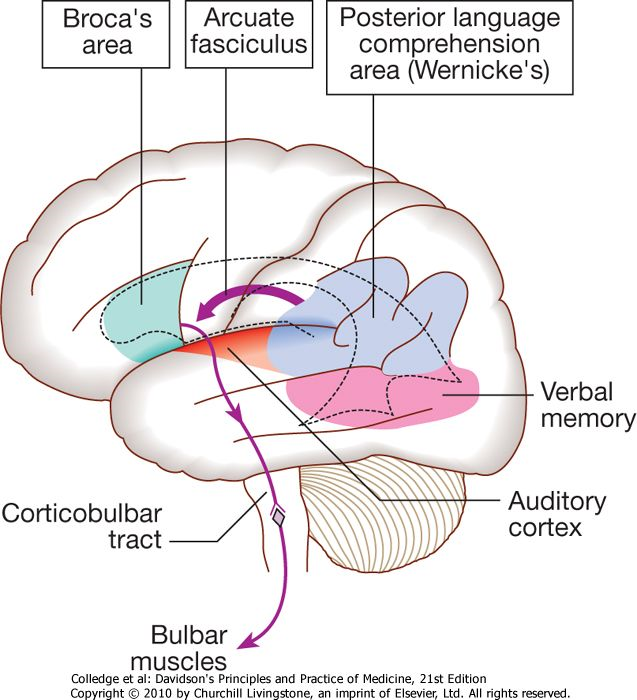 Broca's
area
Arcuate
fasciculus
Posterior language
comprehension
area (Wernicke's)
Verbal
memory
Auditory
cortex
Corticobulbar
tract
Bulbar
muscles
Colledge et al: Davidson's Principles and Practice of Medicine, 21st Edition
Copyright © 2010 by Churchill Livingstone, an imprint of Elsevier, Ltd. All rights reserved.